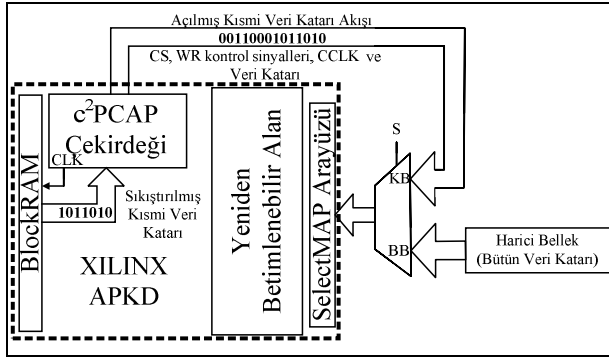 Açılmış Kısmi Veri Katarı Akışı
00110001011010
CS, WR kontrol sinyalleri, CCLK ve
Veri Katarı
c²PCAP
Çekirdeği
CLK
BlockRAM
1011010
Sıkıştırılmış
Kısmi Veri
Katarı
XILINX
APKD
Yeniden
Betimlenebilir Alan
SelectMAP Arayüzü
S
KB
BB
Harici Bellek
(Bütün Veri Katarı)